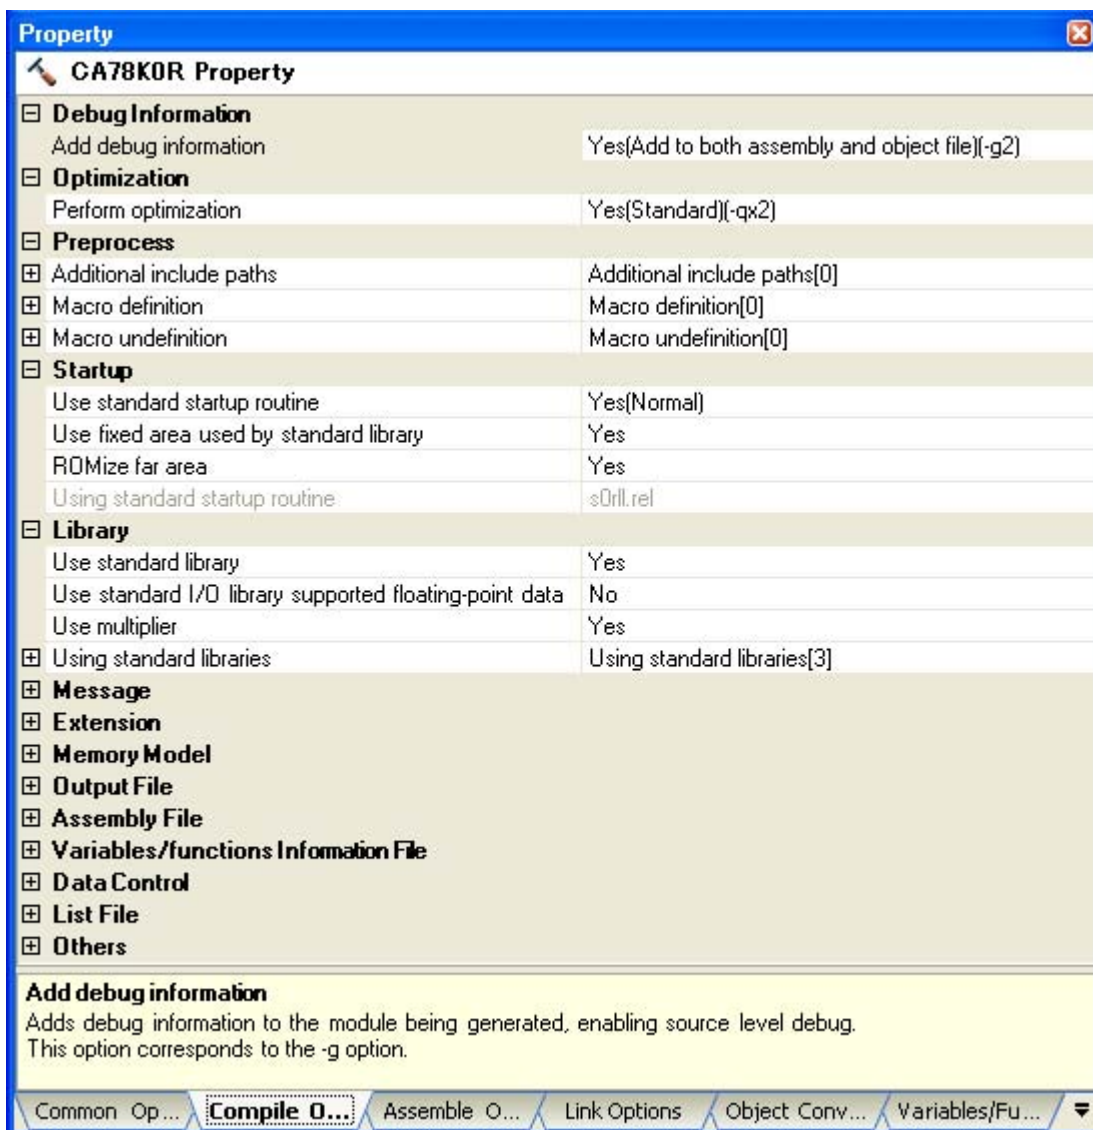 Property
CA78K0R Property
Debug Information
Add debug information Yes(Add to both assembly and object file)(-g2)
Optimization
Perform optimization Yes(Standard)(-qx2)
Preprocess
Additional include paths Additional include paths[0]
Macro definition Macro definition[0]
Macro undefinition Macro undefinition[0]
Startup
Use standard startup routine Yes(Normal)
Use fixed area used by standard library Yes
ROMize far area Yes
Using standard startup routine s0rll.rel
Library
Use standard library Yes
Use standard I/O library supported floating-point data No
Use multiplier Yes
Using standard libraries Using standard libraries[3]
Message
Extension
Memory Model
Output File
Assembly File
Variables/functions Information File
Data Control
List File
Others
Add debug information
Adds debug information to the module being generated, enabling source level debug.
This option corresponds to the -g option.
Common Op... Compile O... Assemble O... Link Options Object Conv... Variables/Fu...